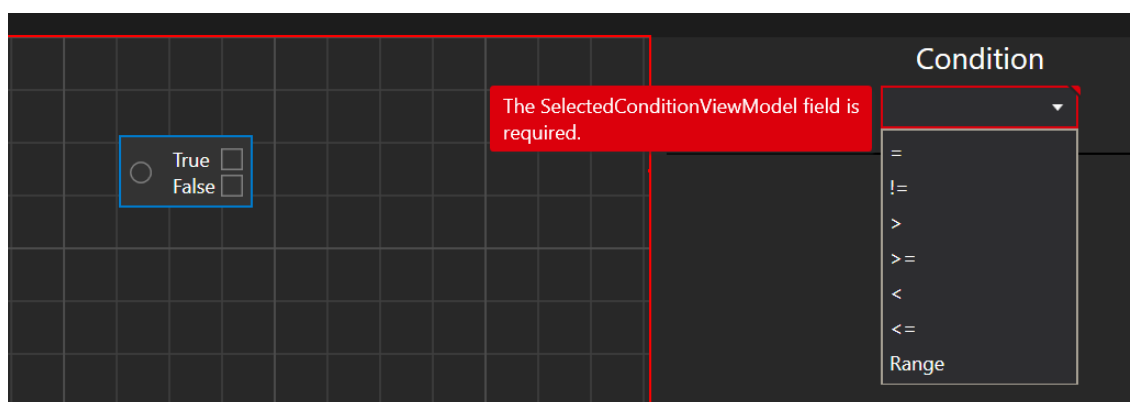 Condition
The SelectedConditionViewModel field is
required.
True
False
=
!=
>
>=
<
<=
Range